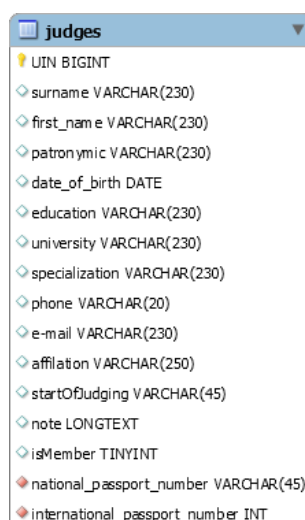 judges
UIN BIGINT
surname VARCHAR(230)
first_name VARCHAR(230)
patronymic VARCHAR(230)
date_of_birth DATE
education VARCHAR(230)
university VARCHAR(230)
specialization VARCHAR(230)
phone VARCHAR(20)
e-mail VARCHAR(230)
affilation VARCHAR(250)
startOfJudging VARCHAR(45)
note LONGTEXT
isMember TINYINT
national_passport_number VARCHAR(45)
international_passport_number INT